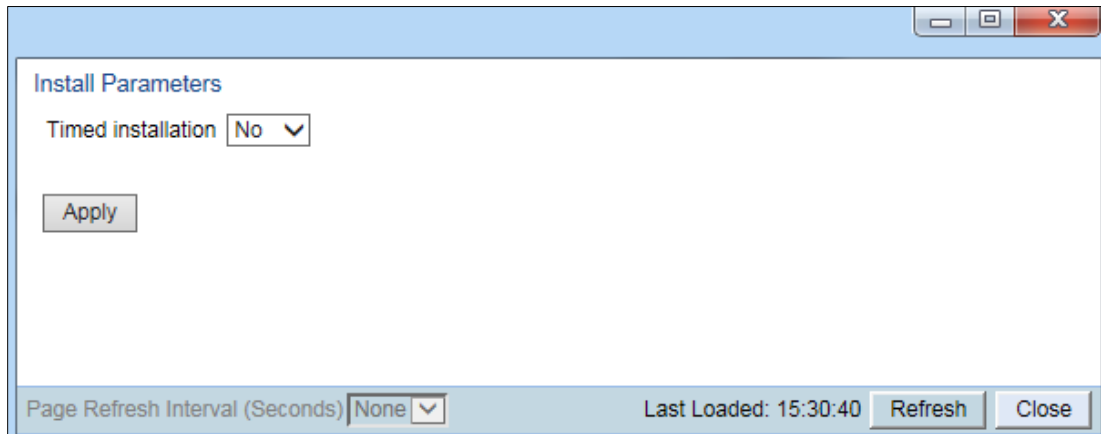 Install Parameters
Timed installation No
Apply
Page Refresh Interval (Seconds) None Last Loaded: 15:30:40 Refresh Close